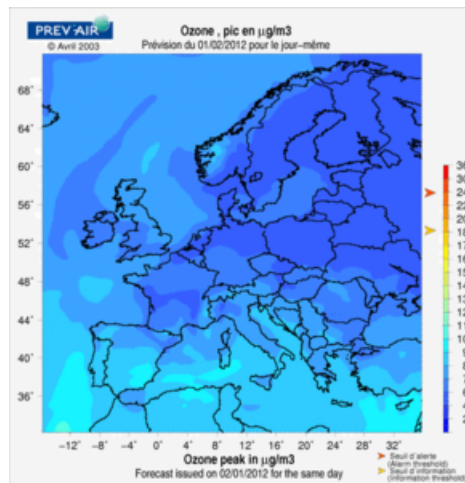 PREV'AIR
© Avril 2003
Ozone , pic en µg/m3
Prévision du 01/02/2012 pour le jour-même
68°
64°
60°
56°
52°
48°
44°
40°
36°
−12° −8° −4° 0° 4° 8° 12° 16° 20° 24° 28° 32°
Ozone peak in µg/m3
Forecast issued on 02/01/2012 for the same day
Seuil d'alerte
(Alarm threshold)
Seuil d'information
(Information threshold)